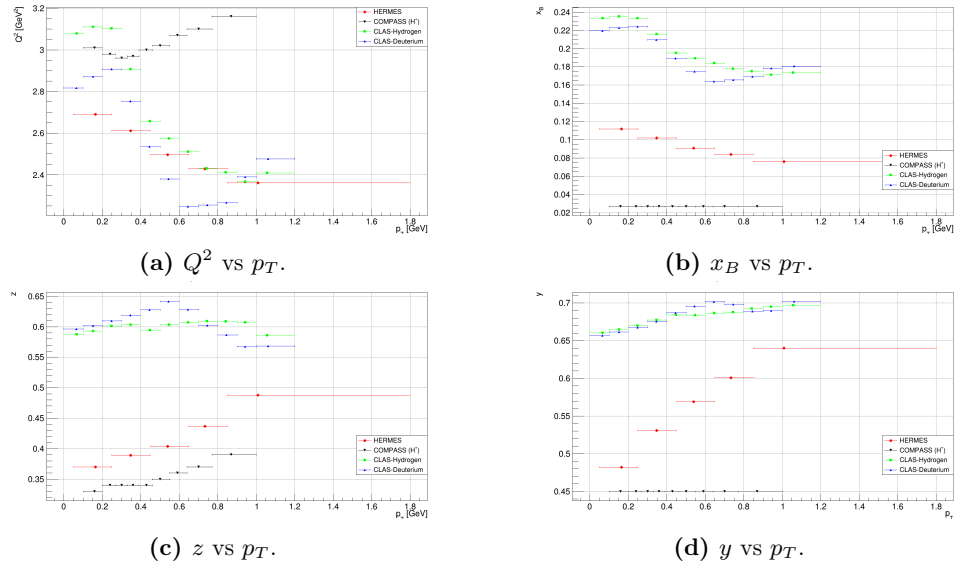 Q² [GeV²]
3.2
3
2.8
2.6
2.4
0 0.2 0.4 0.6 0.8 1 1.2 1.4 1.6 1.8
HERMES
COMPASS (H⁺)
CLAS-Hydrogen
CLAS-Deuterium
[GeV]
(a) Q² vs p_T.
x_B
0.24
0.22
0.2
0.18
0.16
0.14
0.12
0.1
0.08
0.06
0.04
0.02
0 0.2 0.4 0.6 0.8 1 1.2 1.4 1.6 1.8
HERMES
COMPASS (H⁺)
CLAS-Hydrogen
CLAS-Deuterium
[GeV]
(b) x_B vs p_T.
z
0.65
0.6
0.55
0.5
0.45
0.4
0.35
0 0.2 0.4 0.6 0.8 1 1.2 1.4 1.6 1.8
HERMES
COMPASS (H⁺)
CLAS-Hydrogen
CLAS-Deuterium
[GeV]
(c) z vs p_T.
y
0.7
0.65
0.6
0.55
0.5
0.45
0 0.2 0.4 0.6 0.8 1 1.2 1.4 1.6 1.8
HERMES
COMPASS (H⁺)
CLAS-Hydrogen
CLAS-Deuterium
p_T
(d) y vs p_T.